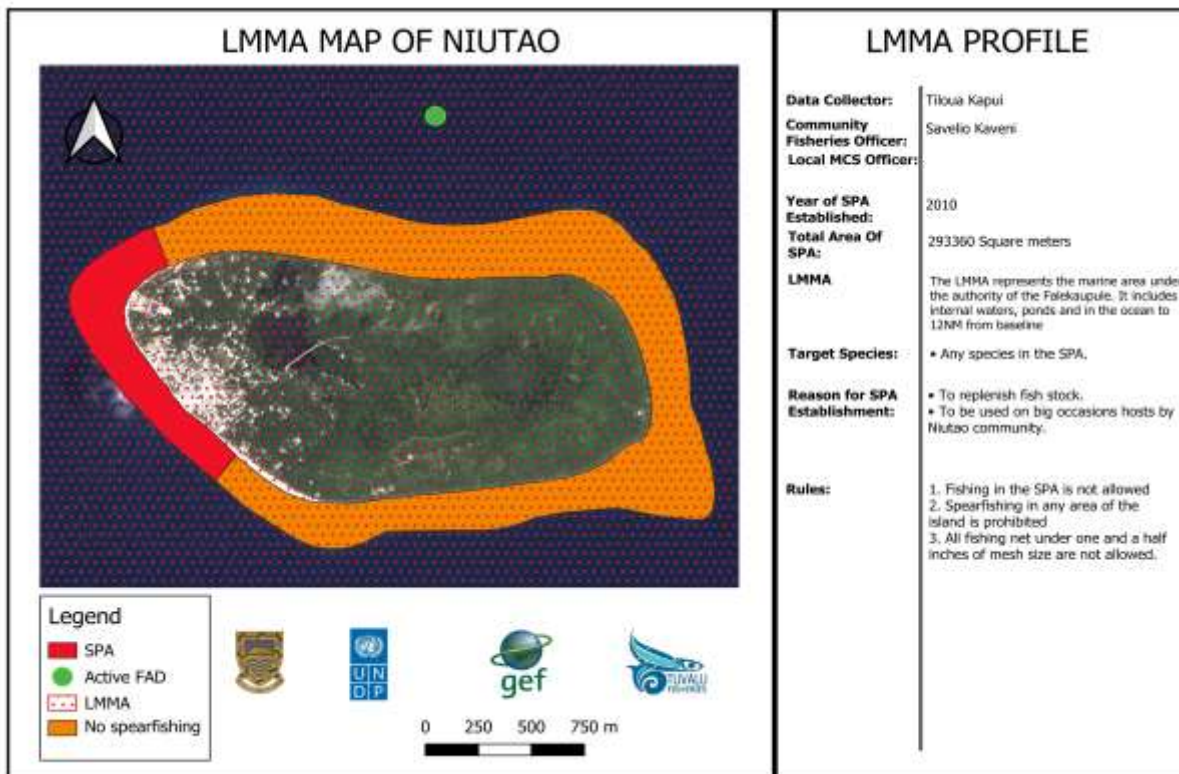 LMMA MAP OF NIUTAO
Legend
SPA
Active FAD
LMMA
No spearfishing
U N
D P
gef
TUVALU
FISHERIES
0 250 500 750 m
LMMA PROFILE
Data Collector: Tiloua Kapui
Community
Fisheries Officer: Savelio Kaveni
Local MCS Officer:
Year of SPA
Established: 2010
Total Area Of
SPA: 293360 Square meters
LMMA
The LMMA represents the marine area under
the authority of the Falekaupule. It includes
internal waters, ponds and in the ocean to
12NM from baseline
Target Species: • Any species in the SPA.
Reason for SPA
Establishment:
• To replenish fish stock.
• To be used on big occasions hosts by
Niutao community.
Rules:
1. Fishing in the SPA is not allowed
2. Spearfishing in any area of the
island is prohibited
3. All fishing net under one and a half
inches of mesh size are not allowed.